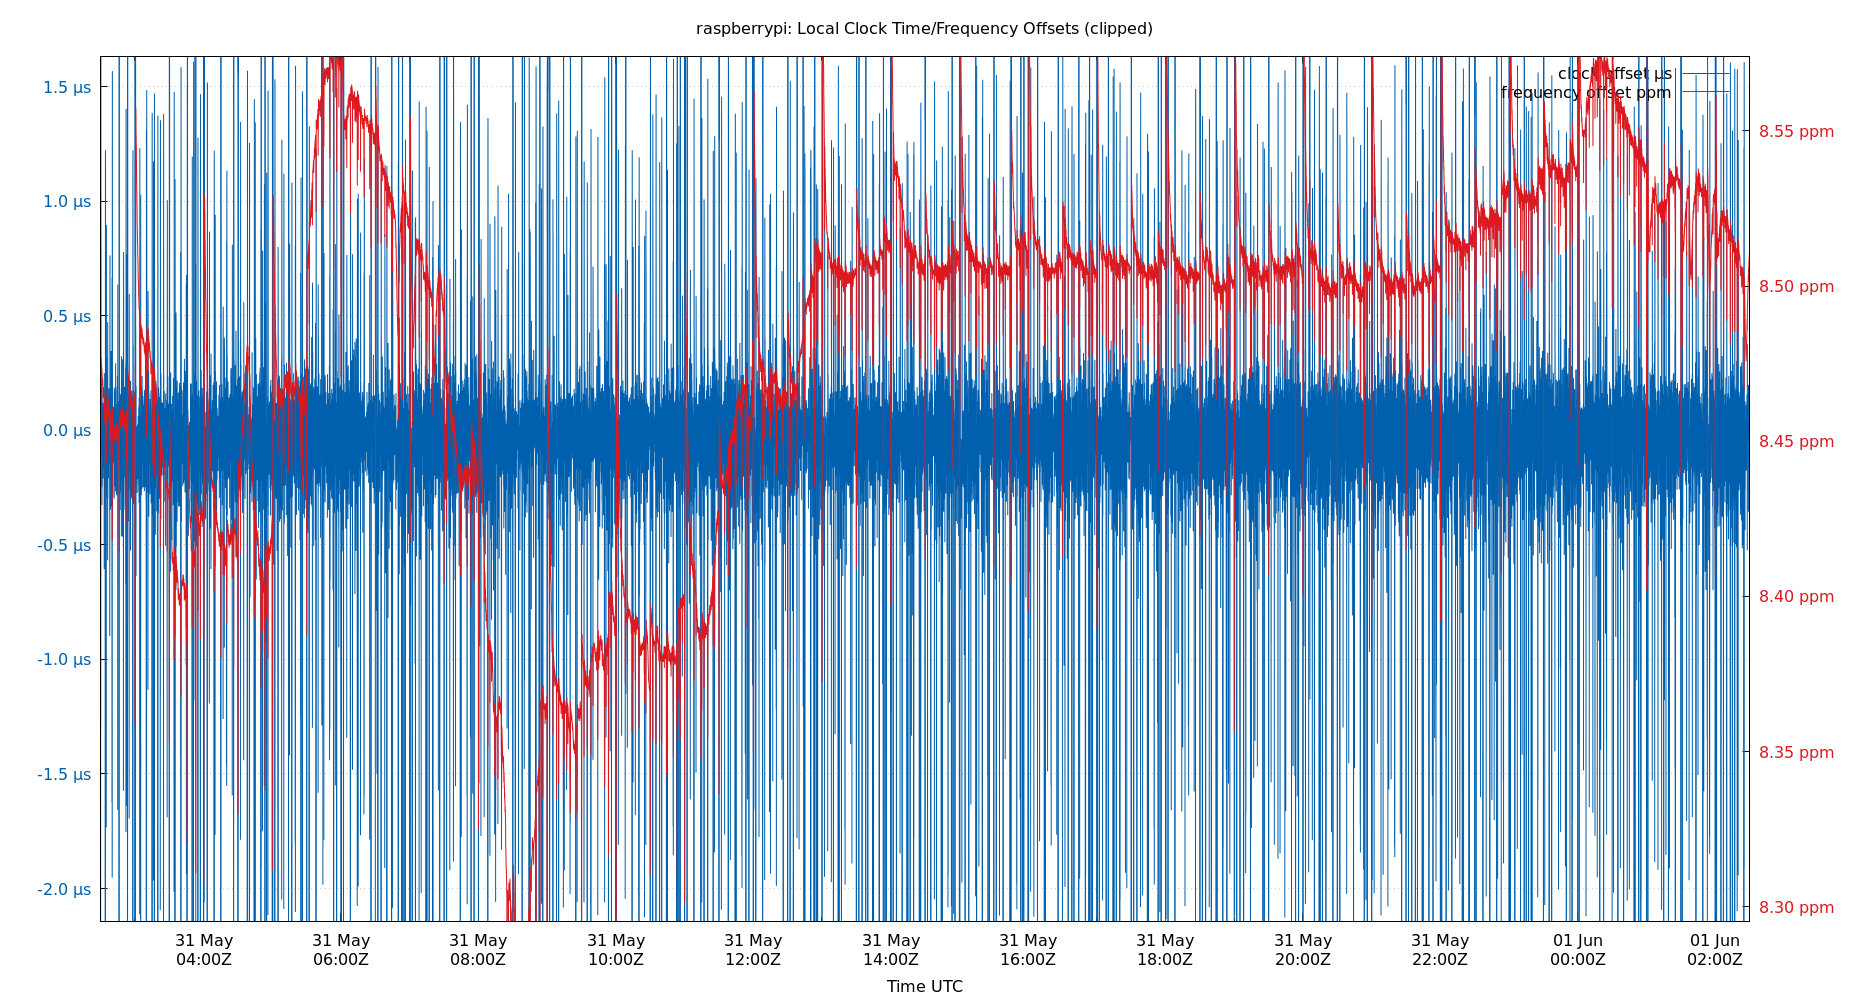 raspberrypi: Local Clock Time/Frequency Offsets (clipped)
clock offset µs
frequency offset ppm
1.5 µs
1.0 µs
0.5 µs
0.0 µs
-0.5 µs
-1.0 µs
-1.5 µs
-2.0 µs
8.55 ppm
8.50 ppm
8.45 ppm
8.40 ppm
8.35 ppm
8.30 ppm
31 May 31 May 31 May 31 May 31 May 31 May 31 May 31 May 31 May 31 May 01 Jun 01 Jun
04:00Z 06:00Z 08:00Z 10:00Z 12:00Z 14:00Z 16:00Z 18:00Z 20:00Z 22:00Z 00:00Z 02:00Z
Time UTC